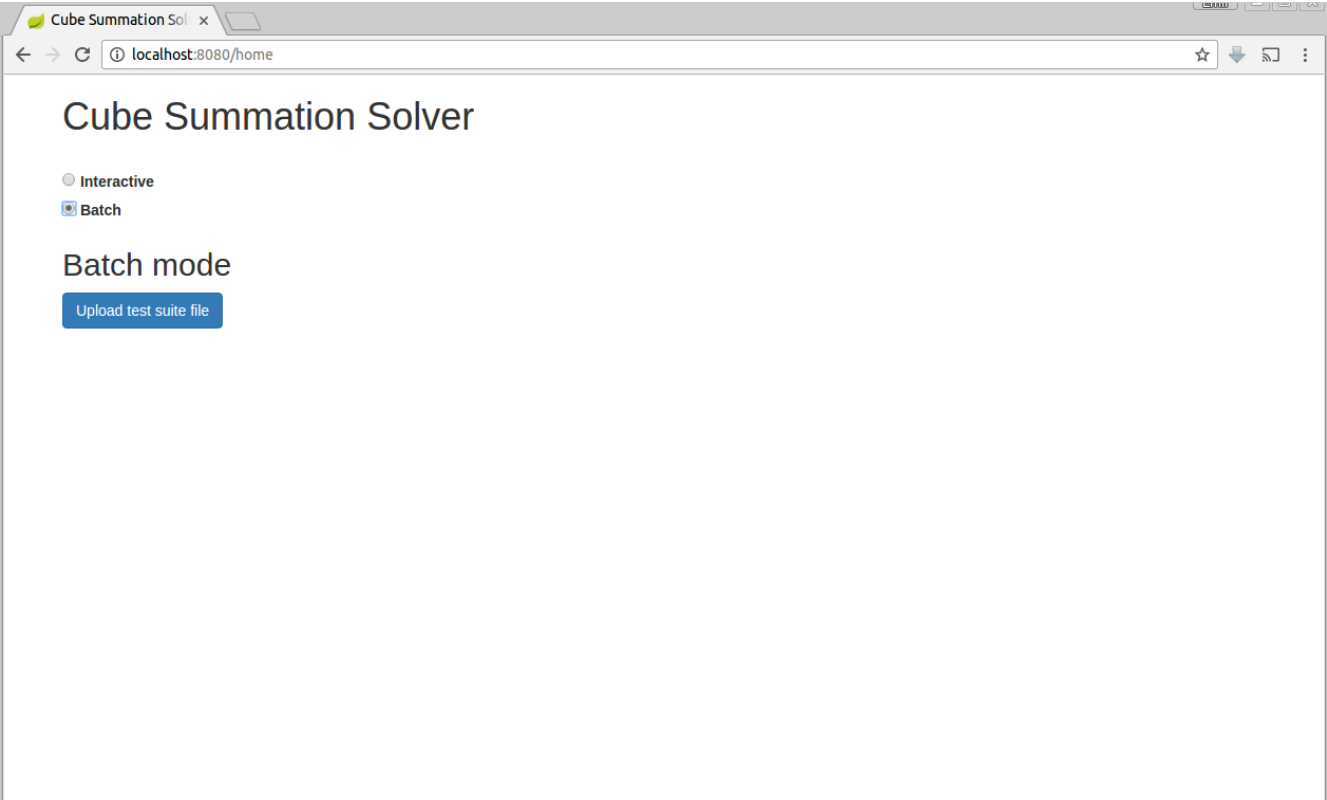 Cube Summation Sol
localhost:8080/home
Cube Summation Solver
Interactive
Batch
Batch mode
Upload test suite file